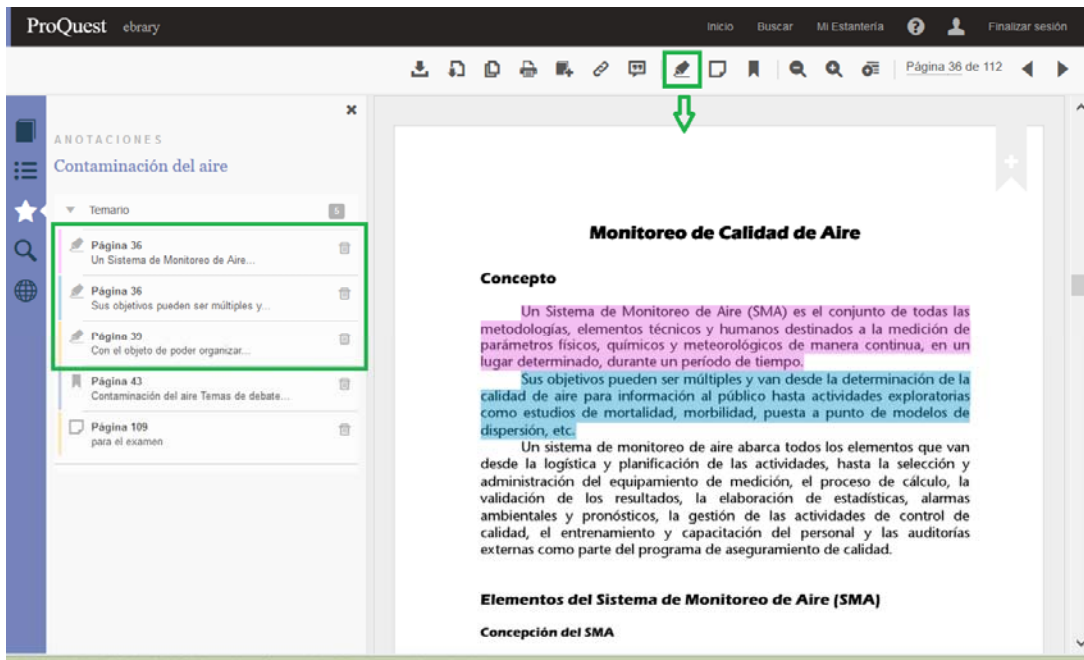 ProQuest ebrary
Inicio Buscar Mi Estantería ? Finalizar sesión
Página 36 de 112
ANOTACIONES
Contaminación del aire
Temario 5
Página 36
Un Sistema de Monitoreo de Aire...
Página 36
Sus objetivos pueden ser múltiples y...
Página 39
Con el objeto de poder organizar...
Página 43
Contaminación del aire Temas de debate...
Página 109
para el examen
Monitoreo de Calidad de Aire
Concepto
Un Sistema de Monitoreo de Aire (SMA) es el conjunto de todas las
metodologías, elementos técnicos y humanos destinados a la medición de
parámetros físicos, químicos y meteorológicos de manera continua, en un
lugar determinado, durante un período de tiempo.
Sus objetivos pueden ser múltiples y van desde la determinación de la
calidad de aire para información al público hasta actividades exploratorias
como estudios de mortalidad, morbilidad, puesta a punto de modelos de
dispersión, etc.
Un sistema de monitoreo de aire abarca todos los elementos que van
desde la logística y planificación de las actividades, hasta la selección y
administración del equipamiento de medición, el proceso de cálculo, la
validación de los resultados, la elaboración de estadísticas, alarmas
ambientales y pronósticos, la gestión de las actividades de control de
calidad, el entrenamiento y capacitación del personal y las auditorías
externas como parte del programa de aseguramiento de calidad.
Elementos del Sistema de Monitoreo de Aire (SMA)
Concepción del SMA